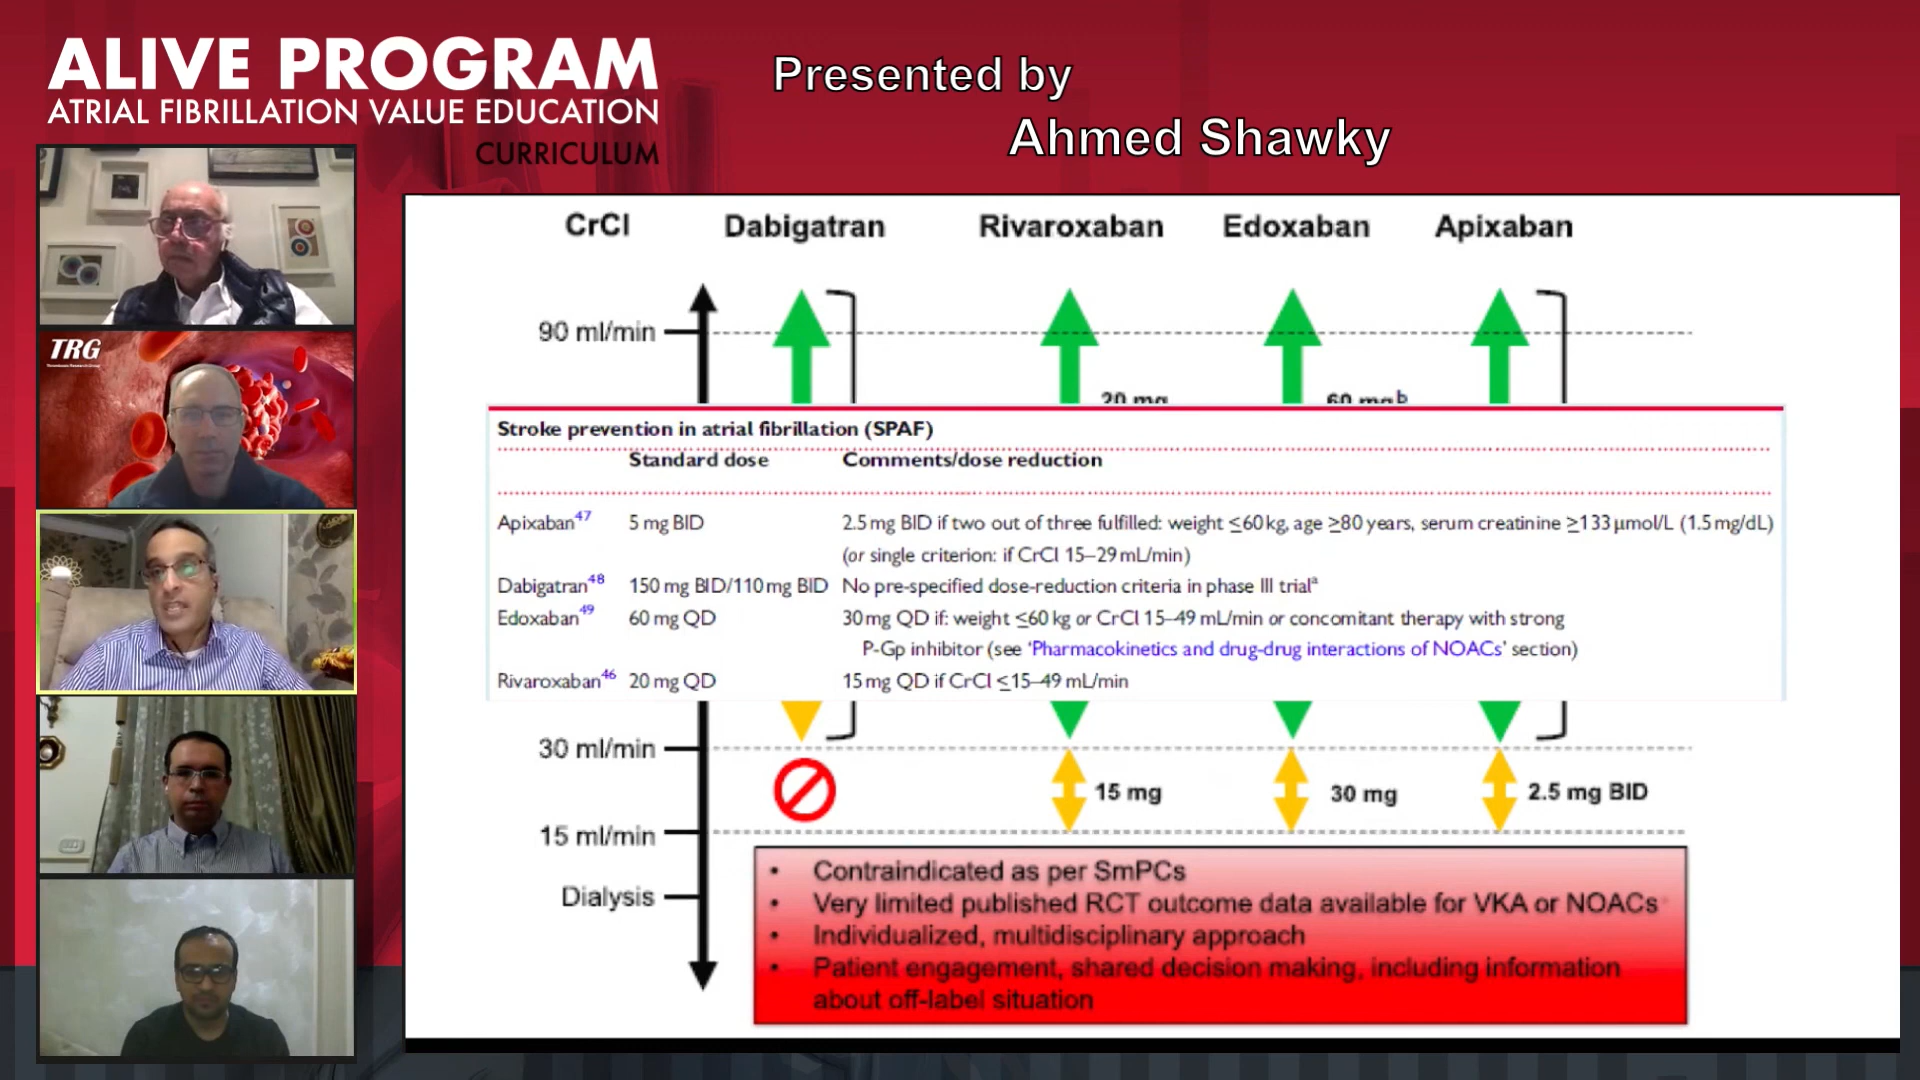 ALIVE PROGRAM
ATRIAL FIBRILLATION VALUE EDUCATION
CURRICULUM
Presented by
Ahmed Shawky
TRG
CrCl Dabigatran Rivaroxaban Edoxaban Apixaban
90 ml/min
20 mg 60 mg b
Stroke prevention in atrial fibrillation (SPAF)
Standard dose Comments/dose reduction
Apixaban47 5 mg BID 2.5 mg BID if two out of three fulfilled: weight ≤60 kg, age ≥80 years, serum creatinine ≥133 µmol/L (1.5 mg/dL)
(or single criterion: if CrCl 15–29 mL/min)
Dabigatran48 150 mg BID/110 mg BID No pre-specified dose-reduction criteria in phase III trial a
Edoxaban49 60 mg QD 30 mg QD if: weight ≤60 kg or CrCl 15–49 mL/min or concomitant therapy with strong
P-Gp inhibitor (see ‘Pharmacokinetics and drug-drug interactions of NOACs’ section)
Rivaroxaban46 20 mg QD 15 mg QD if CrCl ≤15–49 mL/min
30 ml/min
15 mg 30 mg 2.5 mg BID
15 ml/min
Dialysis
• Contraindicated as per SmPCs
• Very limited published RCT outcome data available for VKA or NOACs
• Individualized, multidisciplinary approach
• Patient engagement, shared decision making, including information
about off-label situation